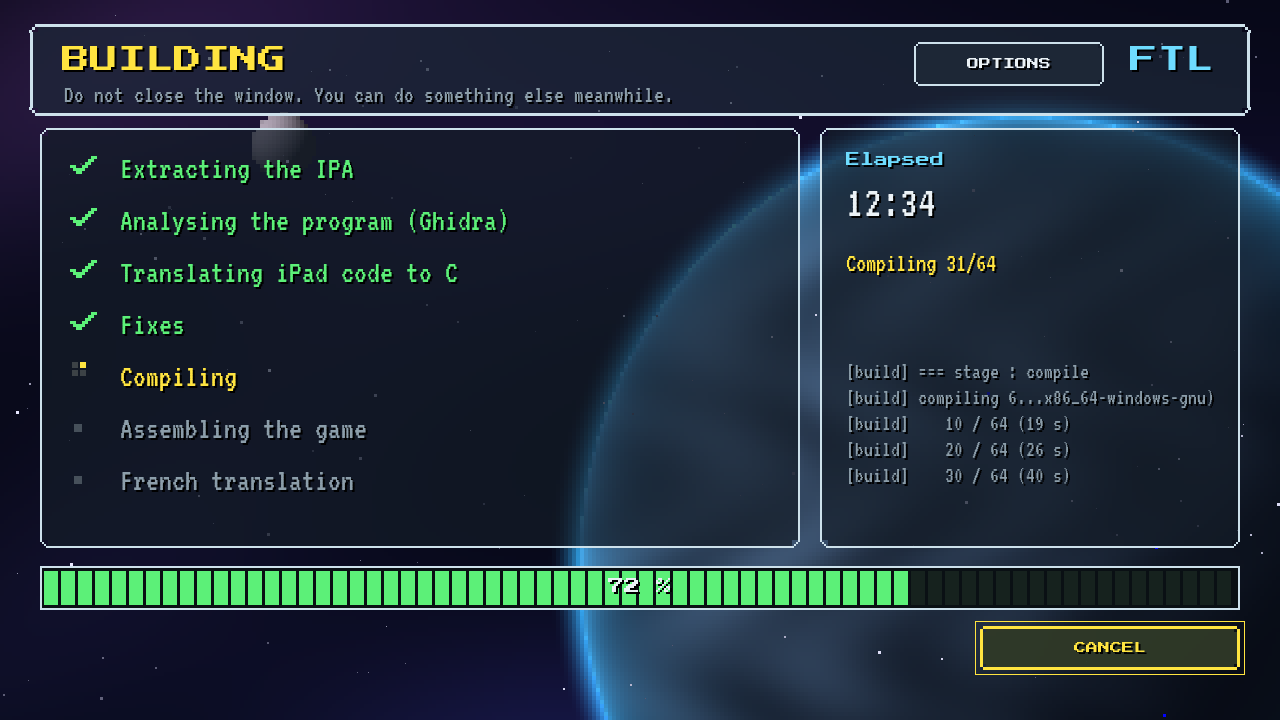 BUILDING
Do not close the window. You can do something else meanwhile.
OPTIONS
FTL
Extracting the IPA
Analysing the program (Ghidra)
Translating iPad code to C
Fixes
Compiling
Assembling the game
French translation
Elapsed
12:34
Compiling 31/64
[build] === stage : compile
[build] compiling 6...x86_64-windows-gnu)
[build] 10 / 64 (19 s)
[build] 20 / 64 (26 s)
[build] 30 / 64 (40 s)
72 %
CANCEL